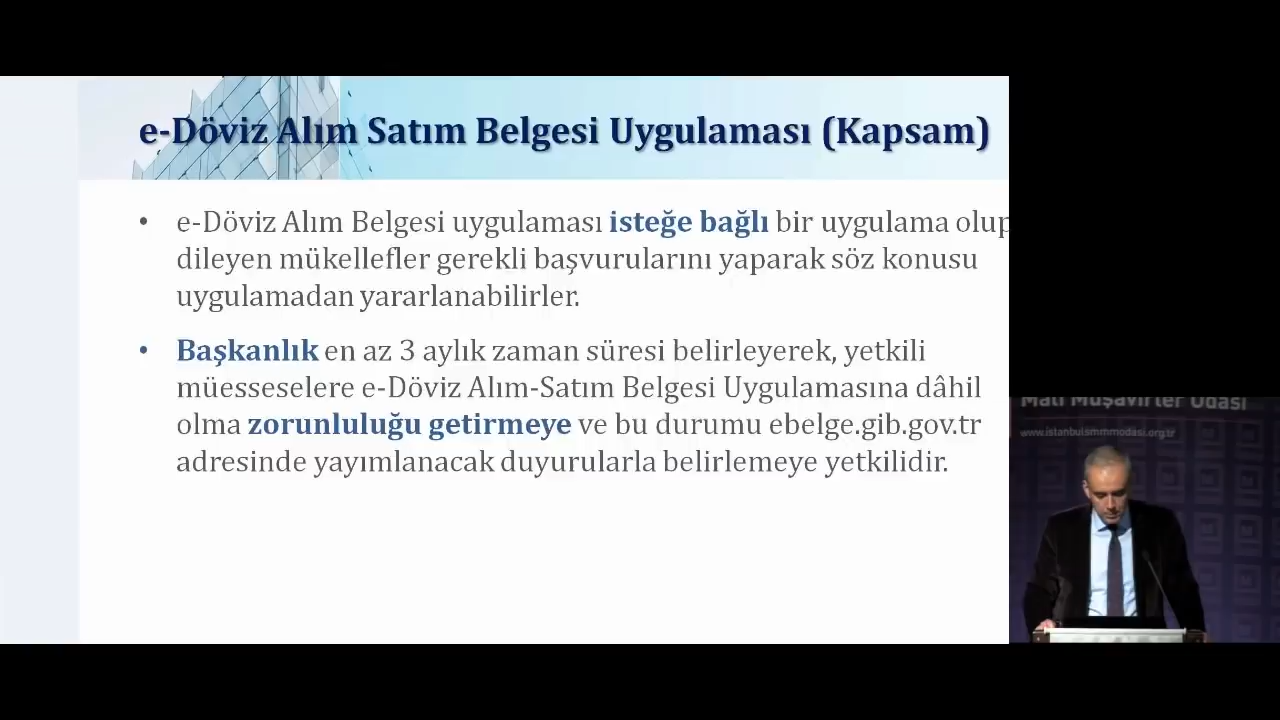 e-Döviz Alım Satım Belgesi Uygulaması (Kapsam)
• e-Döviz Alım Belgesi uygulaması isteğe bağlı bir uygulama olup
dileyen mükellefler gerekli başvurularını yaparak söz konusu
uygulamadan yararlanabilirler.
• Başkanlık en az 3 aylık zaman süresi belirleyerek, yetkili
müesseselere e-Döviz Alım-Satım Belgesi Uygulamasına dâhil
olma zorunluluğu getirmeye ve bu durumu ebelge.gib.gov.tr
adresinde yayımlanacak duyurularla belirlemeye yetkilidir.
Mali Müşavirler Odası
www.istanbulsmmmodasi.org.tr